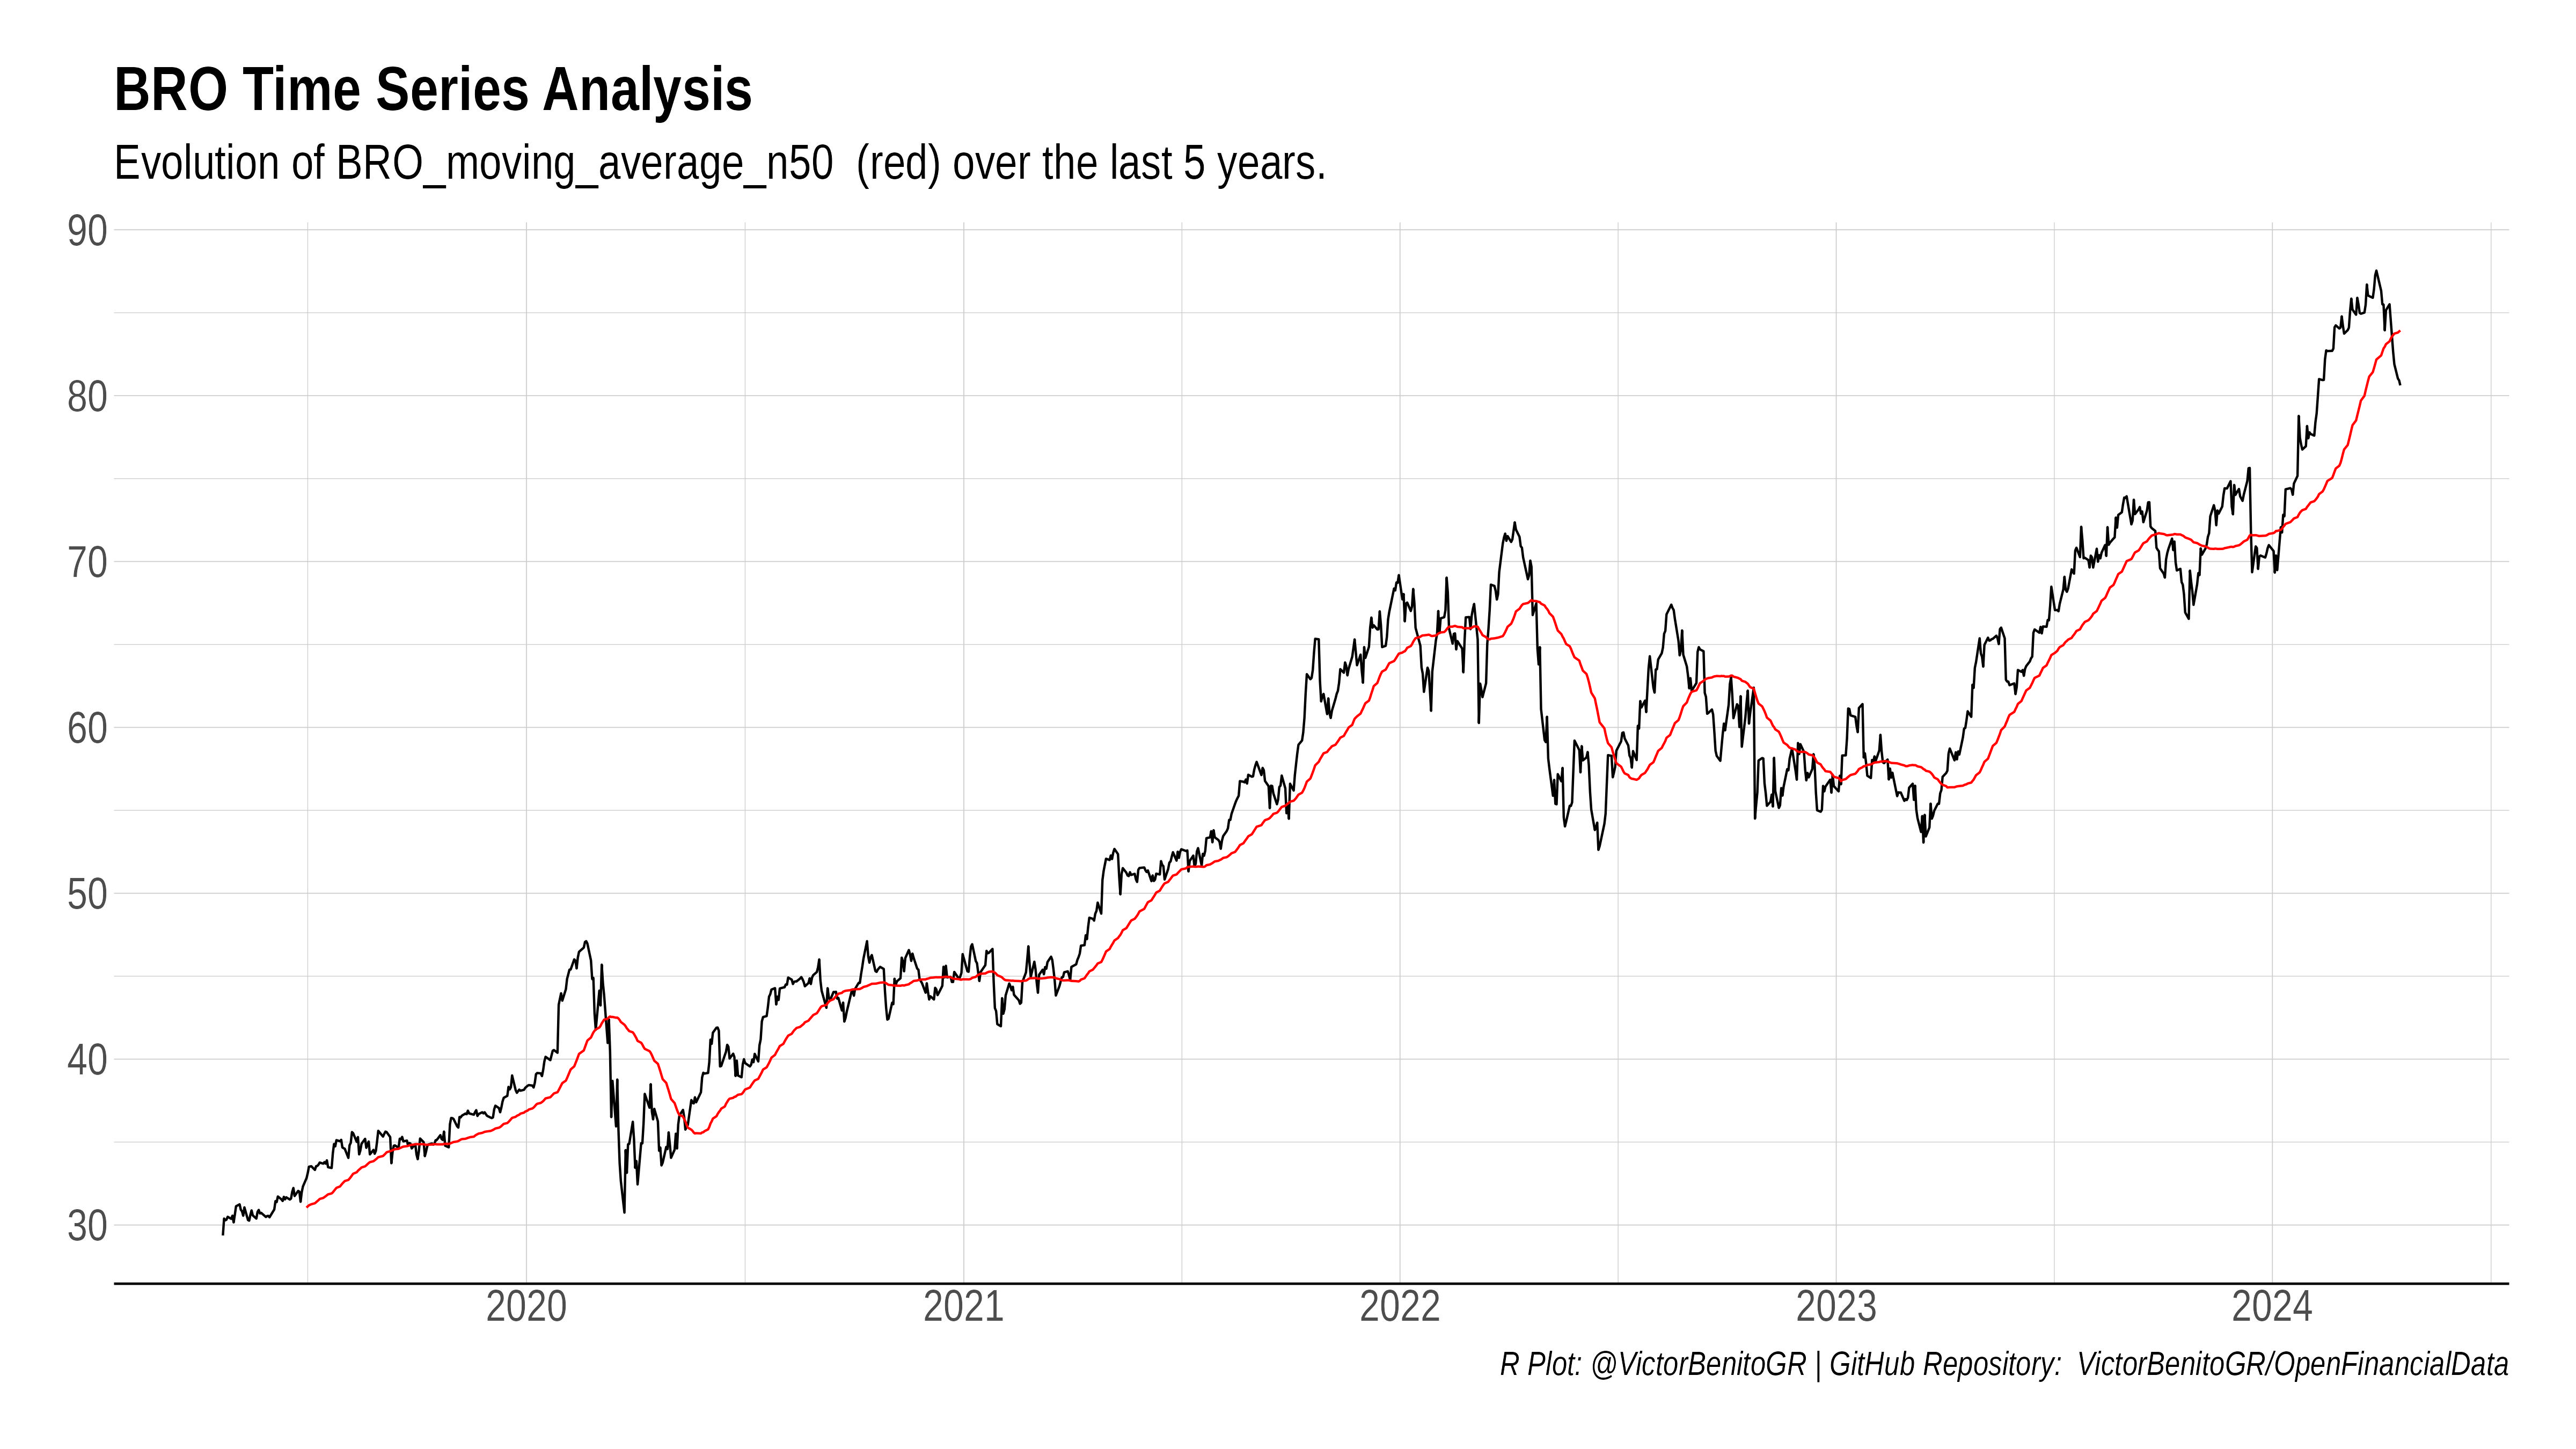 BRO Time Series Analysis
Evolution of BRO_moving_average_n50  (red) over the last 5 years.
90
80
70
60
50
40
30
2020 2021 2022 2023 2024
R Plot: @VictorBenitoGR | GitHub Repository:  VictorBenitoGR/OpenFinancialData